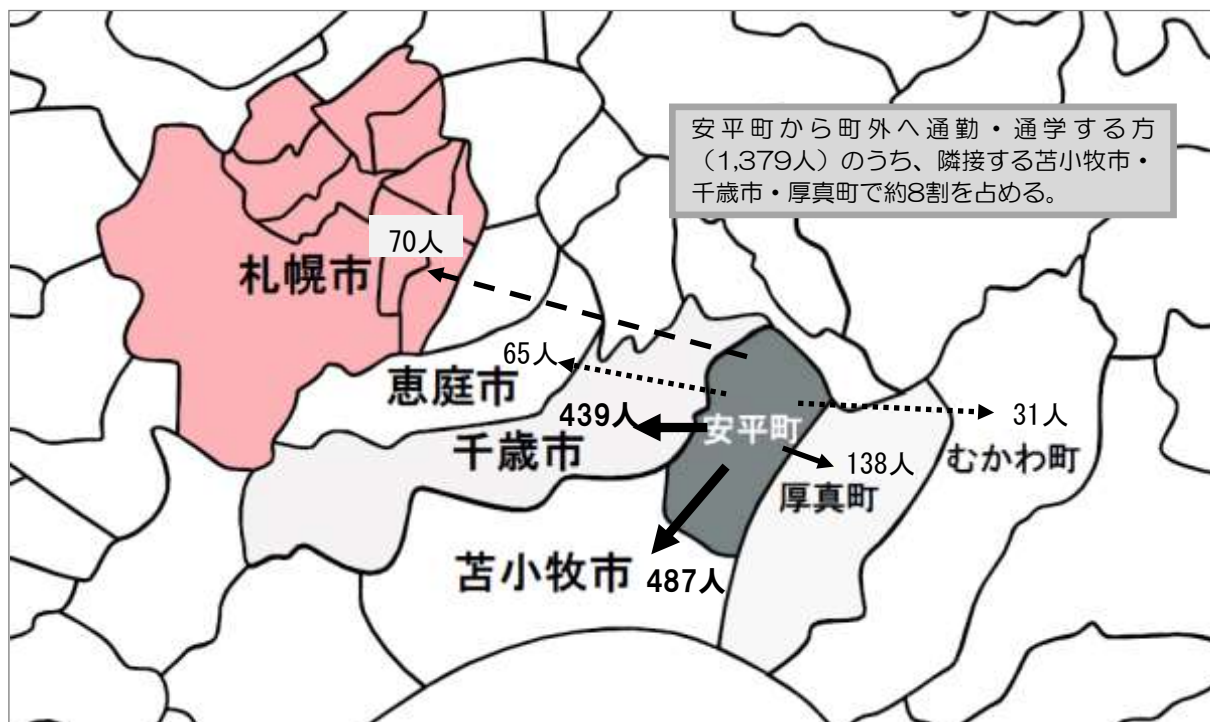 安平町から町外へ通勤・通学する方
（1,379人）のうち、隣接する苫小牧市・
千歳市・厚真町で約8割を占める。
70人
札幌市
65人
恵庭市
439人
千歳市
安平町
31人
むかわ町
138人
厚真町
苫小牧市
487人